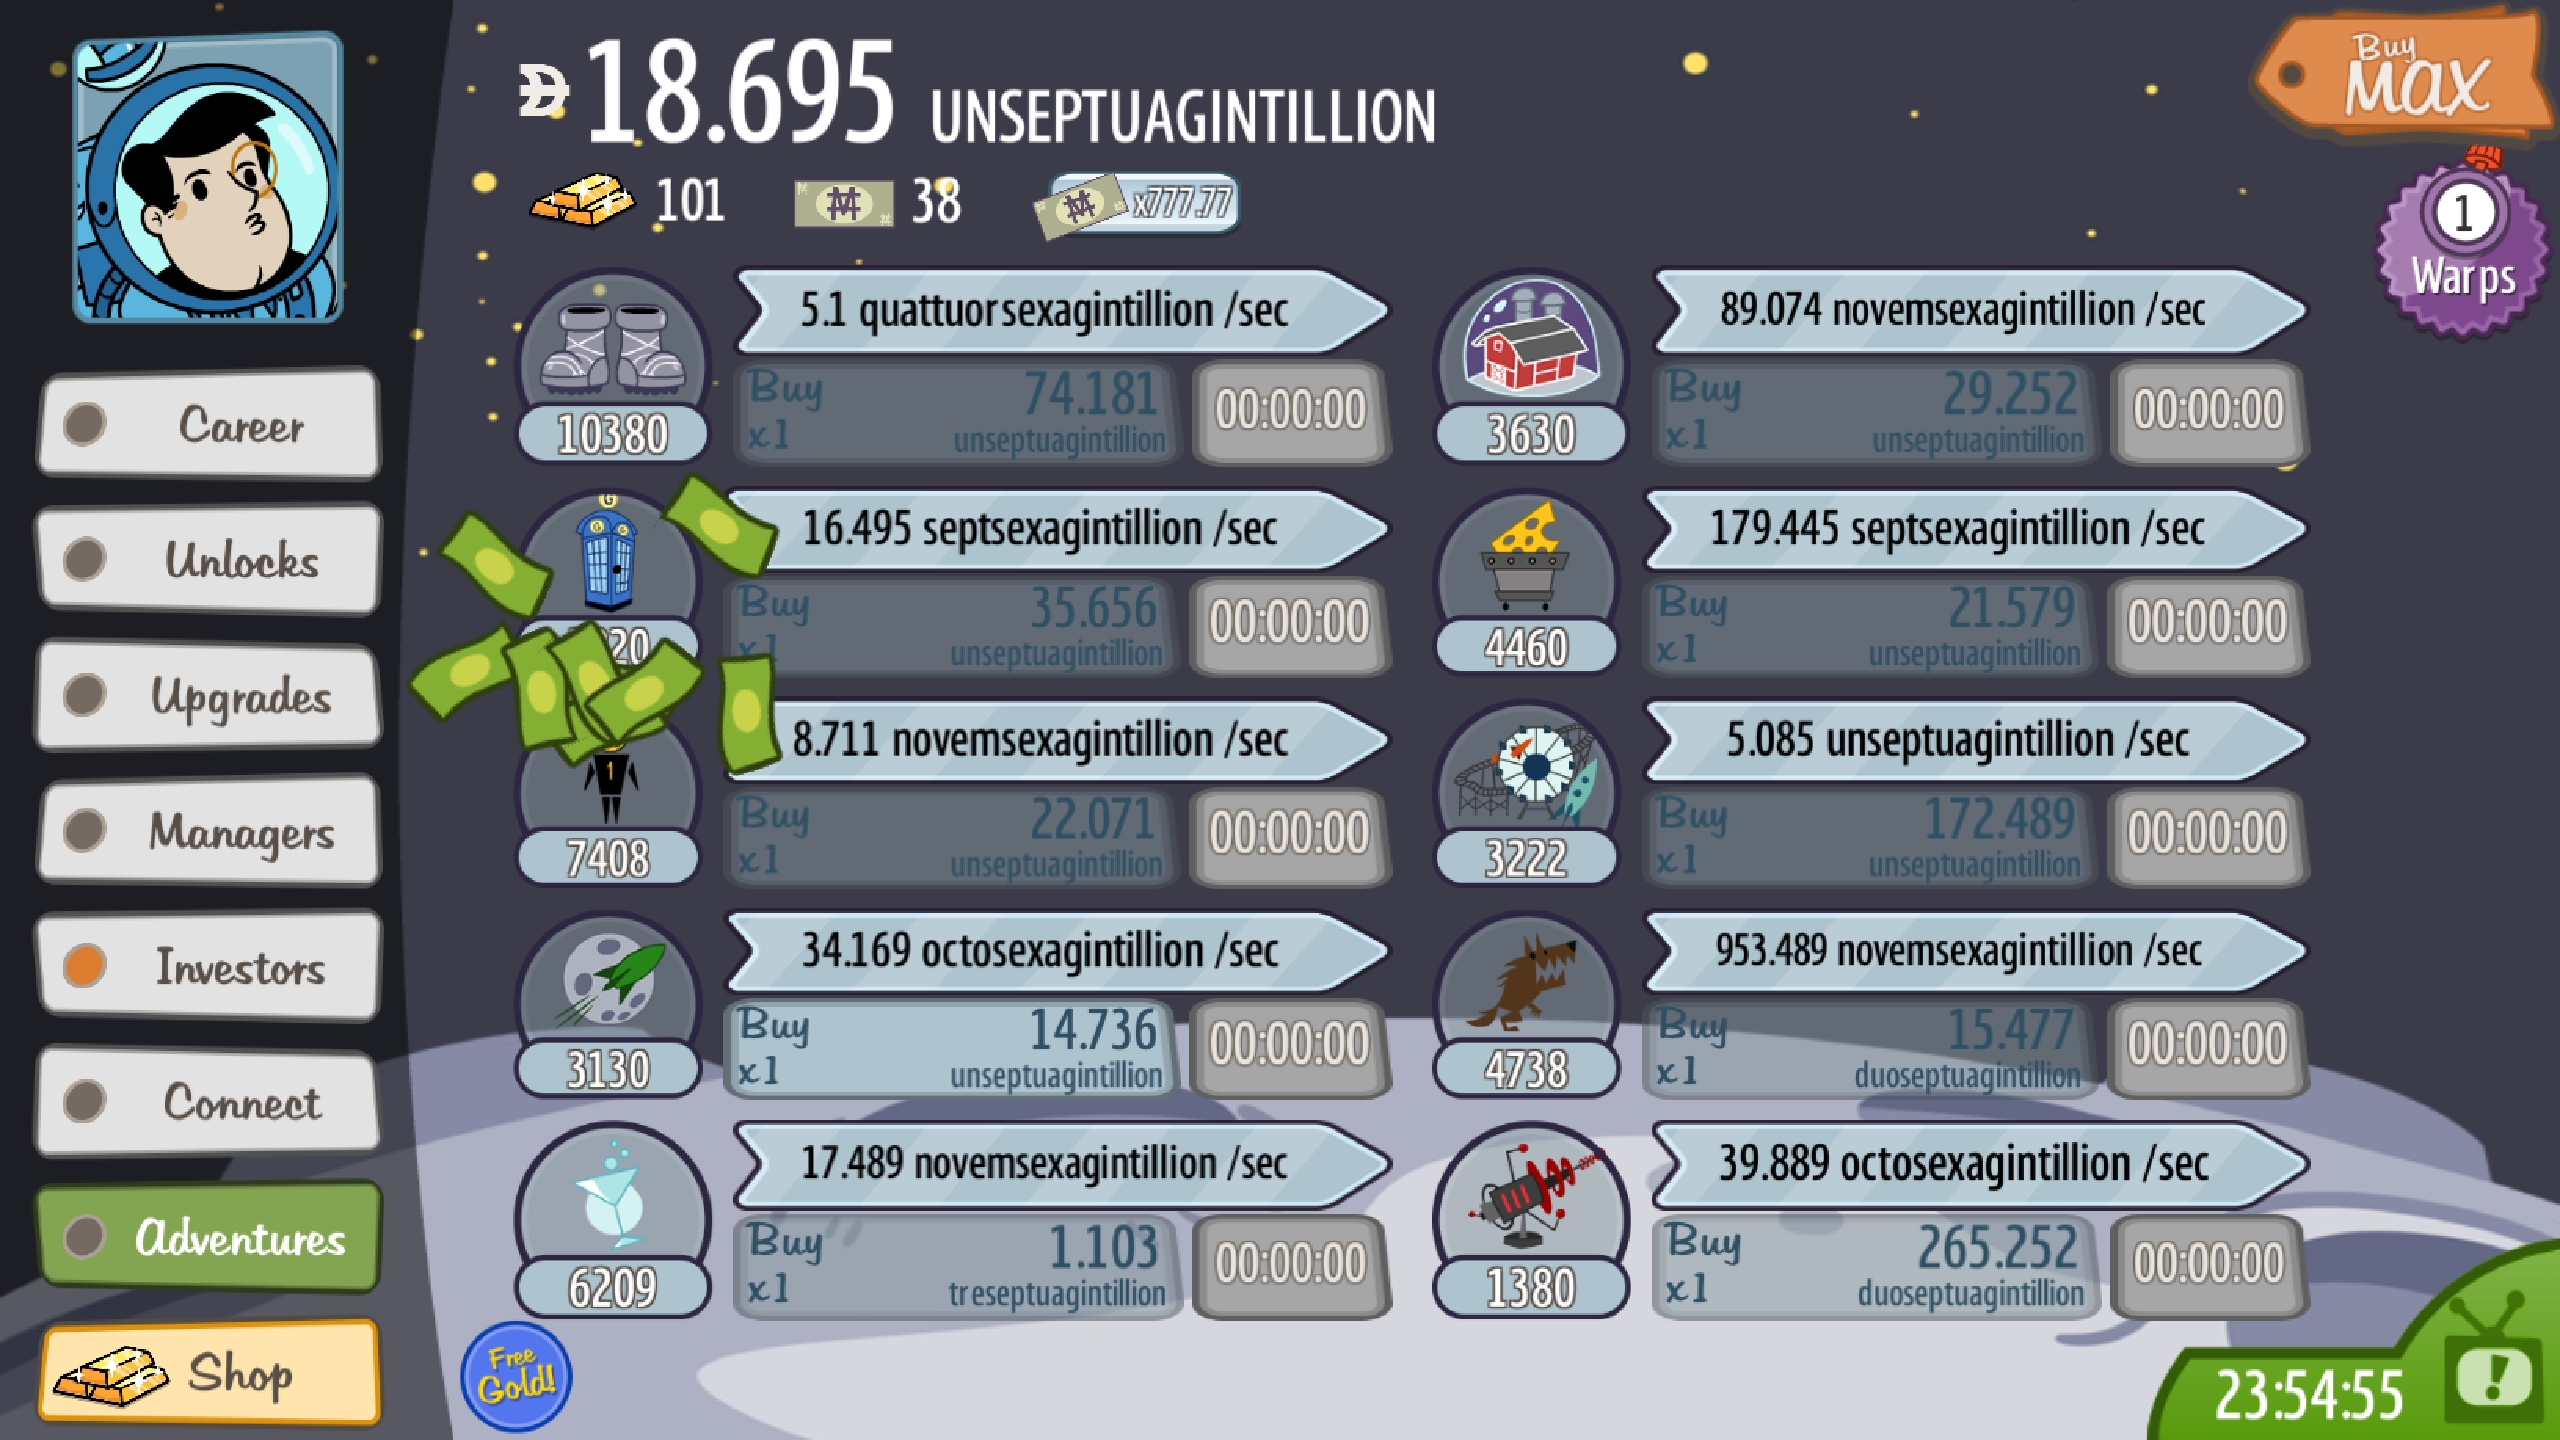 18.695 UNSEPTUAGINTILLION
Buy
MAX
101
38
x777.77
1
Warps
5.1 quattuorsexagintillion /sec
Buy
x1
74.181
unseptuagintillion
00:00:00
10380
89.074 novemsexagintillion /sec
Buy
x1
29.252
unseptuagintillion
00:00:00
3630
16.495 septsexagintillion /sec
Buy
x1
35.656
unseptuagintillion
00:00:00
179.445 septsexagintillion /sec
Buy
x1
21.579
unseptuagintillion
00:00:00
4460
8.711 novemsexagintillion /sec
1
Buy
x1
22.071
unseptuagintillion
00:00:00
7408
5.085 unseptuagintillion /sec
Buy
x1
172.489
unseptuagintillion
00:00:00
3222
34.169 octosexagintillion /sec
Buy
x1
14.736
unseptuagintillion
00:00:00
3130
953.489 novemsexagintillion /sec
Buy
x1
15.477
duoseptuagintillion
00:00:00
4738
17.489 novemsexagintillion /sec
Buy
x1
1.103
treseptuagintillion
00:00:00
6209
39.889 octosexagintillion /sec
Buy
x1
265.252
duoseptuagintillion
00:00:00
1380
Career
Unlocks
Upgrades
Managers
Investors
Connect
Adventures
Shop
Free
Gold!
23:54:55